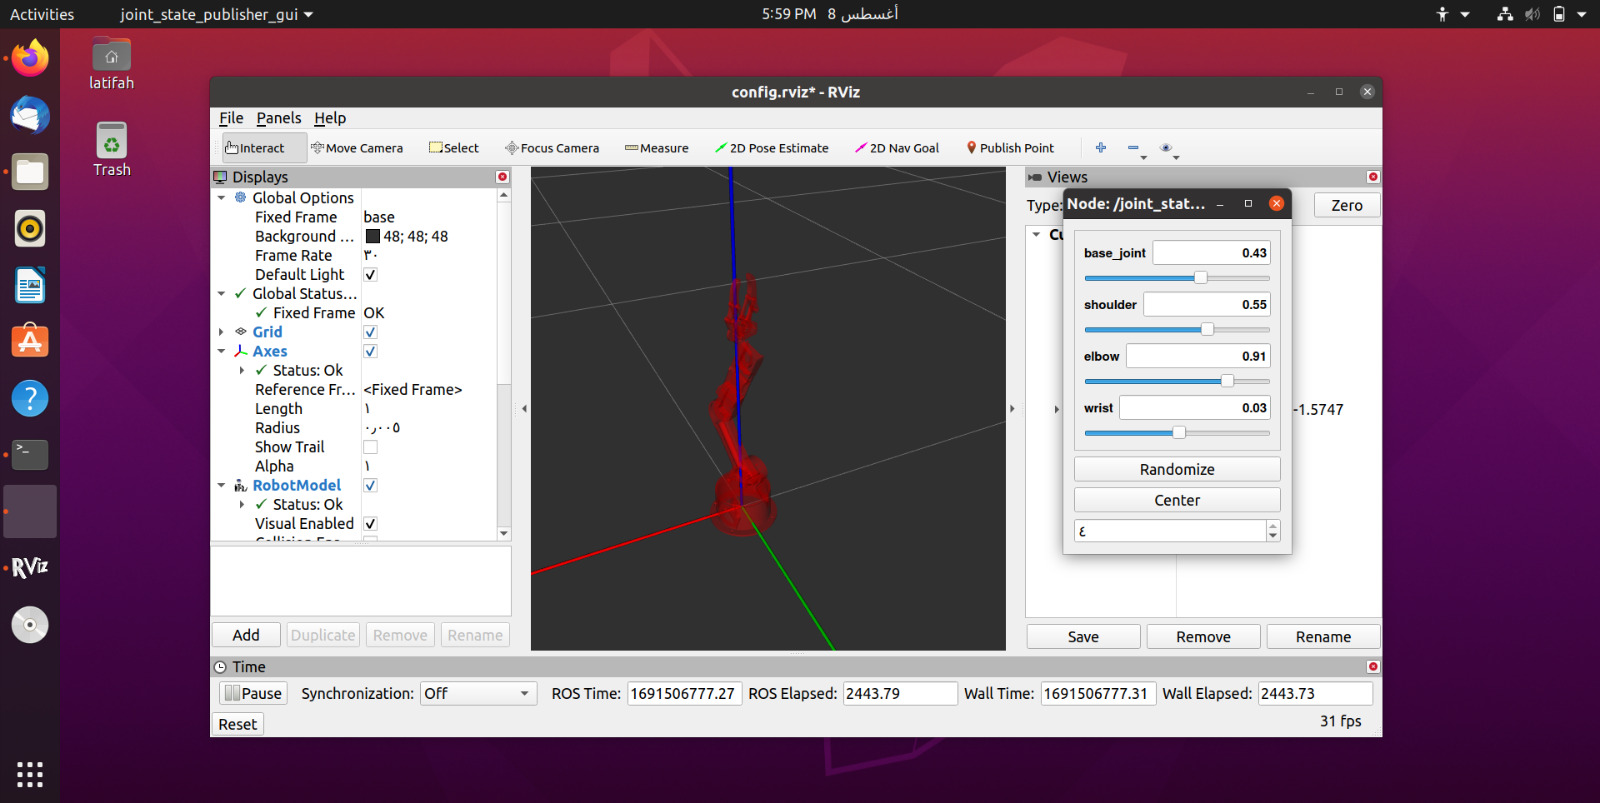 Activities joint_state_publisher_gui 5:59 PM 8 أغسطس
latifah
Trash
config.rviz* - RViz
File Panels Help
Interact Move Camera Select Focus Camera Measure 2D Pose Estimate 2D Nav Goal Publish Point
Displays
Global Options
Fixed Frame base
Background ... 48; 48; 48
Frame Rate ٣٠
Default Light
Global Status...
Fixed Frame OK
Grid
Axes
Status: Ok
Reference Fr... <Fixed Frame>
Length ١
Radius ٠٫٠٠٥
Show Trail
Alpha ١
RobotModel
Status: Ok
Visual Enabled
Add Duplicate Remove Rename
Views
Type: Zero
-1.5747
Save Remove Rename
Node: /joint_stat...
base_joint 0.43
shoulder 0.55
elbow 0.91
wrist 0.03
Randomize
Center
٤
Time
Pause Synchronization: Off ROS Time: 1691506777.27 ROS Elapsed: 2443.79 Wall Time: 1691506777.31 Wall Elapsed: 2443.73
Reset 31 fps
RViz